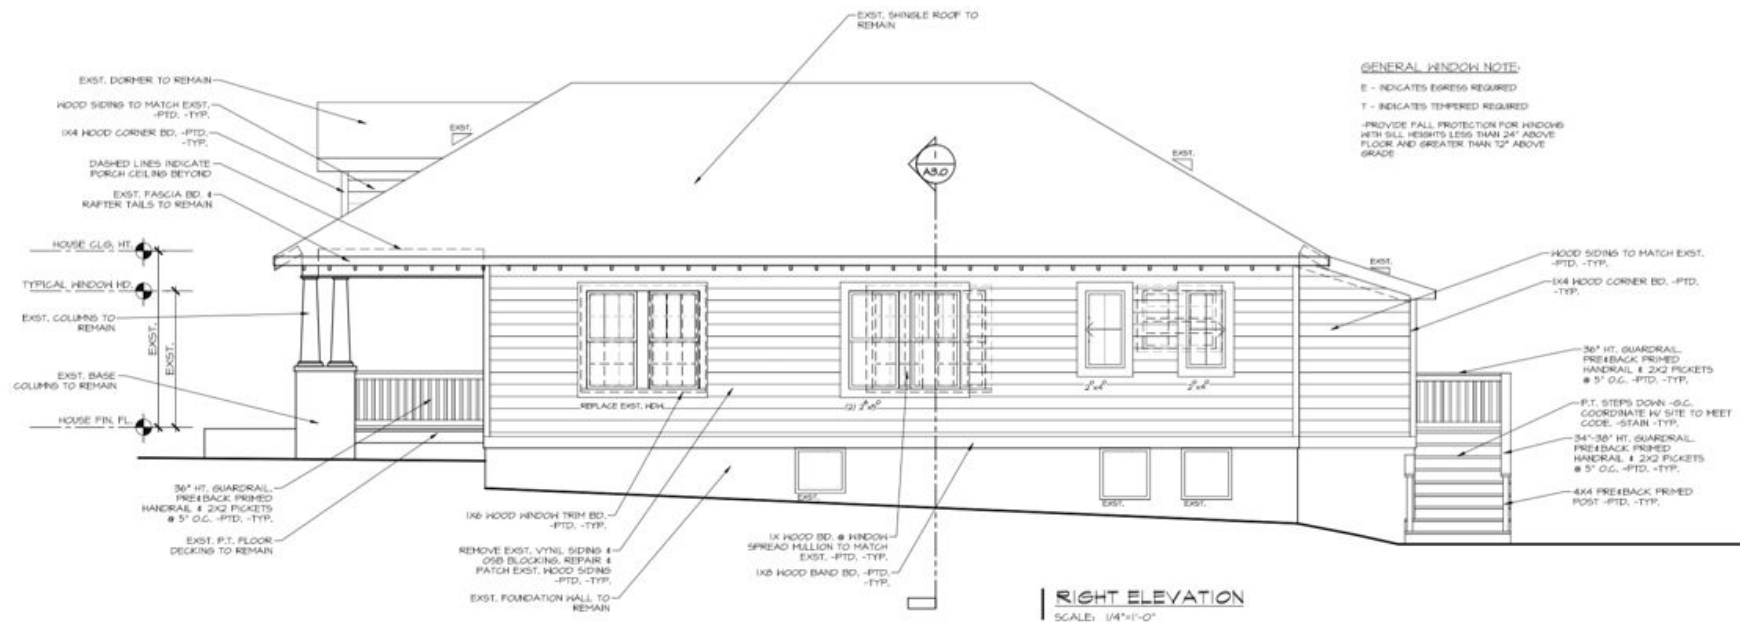 EXST. SHINGLE ROOF TO
REMAIN
GENERAL WINDOW NOTE:
E - INDICATES EGRESS REQUIRED
T - INDICATES TEMPERED REQUIRED
-PROVIDE FALL PROTECTION FOR WINDOWS
WITH SILL HEIGHTS LESS THAN 24" ABOVE
FLOOR AND GREATER THAN 72" ABOVE
GRADE
EXST. DORMER TO REMAIN
WOOD SIDING TO MATCH EXST.
-PTD. -TYP.
1X4 WOOD CORNER BD. -PTD.
-TYP.
DASHED LINES INDICATE
PORCH CEILING BEYOND
EXST. FASCIA BD. &
RAFTER TAILS TO REMAIN
HOUSE CLG. HT.
TYPICAL WINDOW HD.
EXST. COLUMNS TO
REMAIN
EXST.
EXST.
EXST. BASE
COLUMNS TO REMAIN
HOUSE FIN. FL.
36" HT. GUARDRAIL,
PRE&BACK PRIMED
HANDRAIL & 2X2 PICKETS
@ 5" O.C. -PTD. -TYP.
EXST. P.T. FLOOR
DECKING TO REMAIN
EXST.
1
A3.0
EXST.
EXST.
WOOD SIDING TO MATCH EXST.
-PTD. -TYP.
1X4 WOOD CORNER BD. -PTD.
-TYP.
36" HT. GUARDRAIL,
PRE&BACK PRIMED
HANDRAIL & 2X2 PICKETS
@ 5" O.C. -PTD. -TYP.
P.T. STEPS DOWN -G.C.
COORDINATE W/ SITE TO MEET
CODE. -STAIN -TYP.
34"-38" HT. GUARDRAIL,
PRE&BACK PRIMED
HANDRAIL & 2X2 PICKETS
@ 5" O.C. -PTD. -TYP.
4X4 PRE&BACK PRIMED
POST -PTD. -TYP.
REPLACE EXST. WDW.
EXST.
EXST.
EXST.
1X6 WOOD WINDOW TRIM BD.
-PTD. -TYP.
REMOVE EXST. VYNIL SIDING &
OSB BLOCKING, REPAIR &
PATCH EXST. WOOD SIDING
-PTD. -TYP.
EXST. FOUNDATION WALL TO
REMAIN
1X WOOD BD. @ WINDOW
SPREAD MULLION TO MATCH
EXST. -PTD. -TYP.
1X8 WOOD BAND BD. -PTD.
-TYP.
RIGHT ELEVATION
SCALE: 1/4"=1'-0"